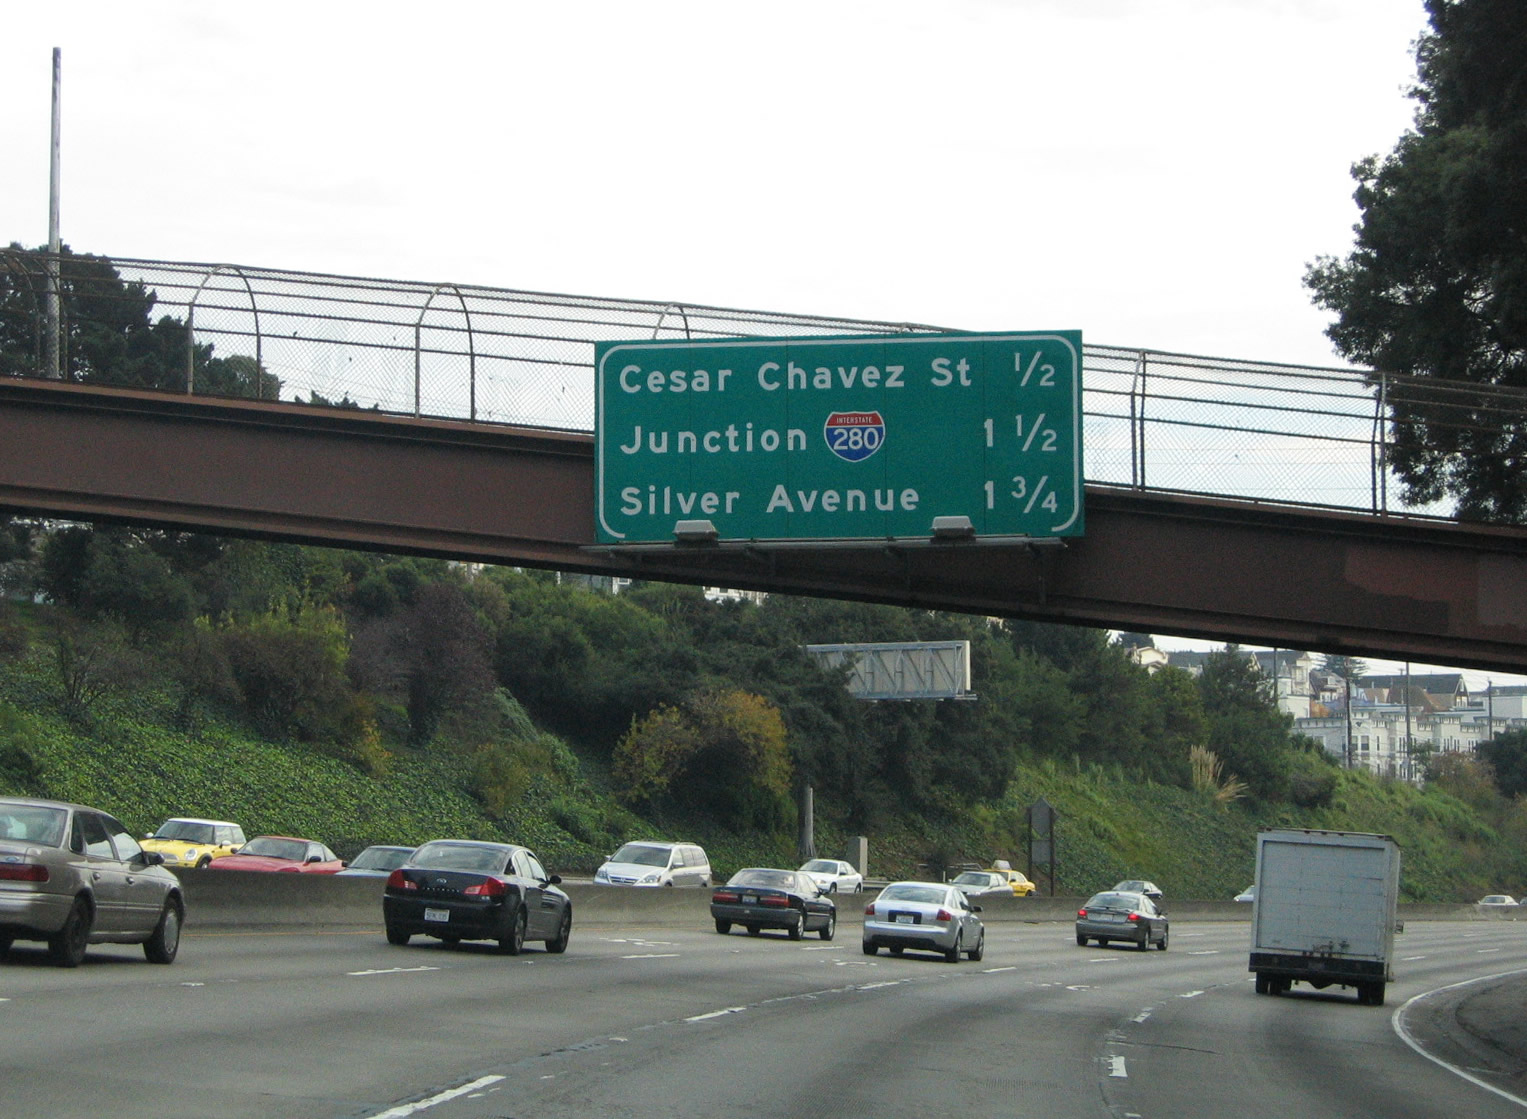 Cesar Chavez St 1/2
Junction INTERSTATE 280 1 1/2
Silver Avenue 1 3/4